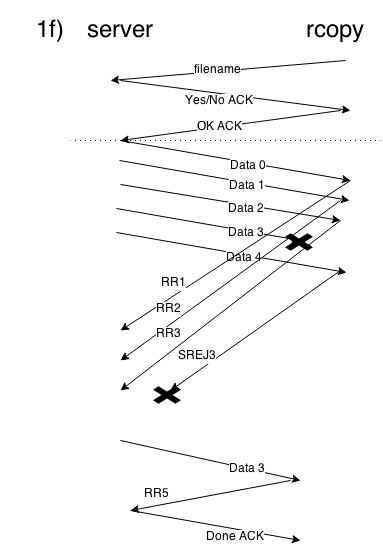 1f) server rcopy
filename
Yes/No ACK
OK ACK
Data 0
Data 1
Data 2
Data 3
Data 4
RR1
RR2
RR3
SREJ3
Data 3
RR5
Done ACK